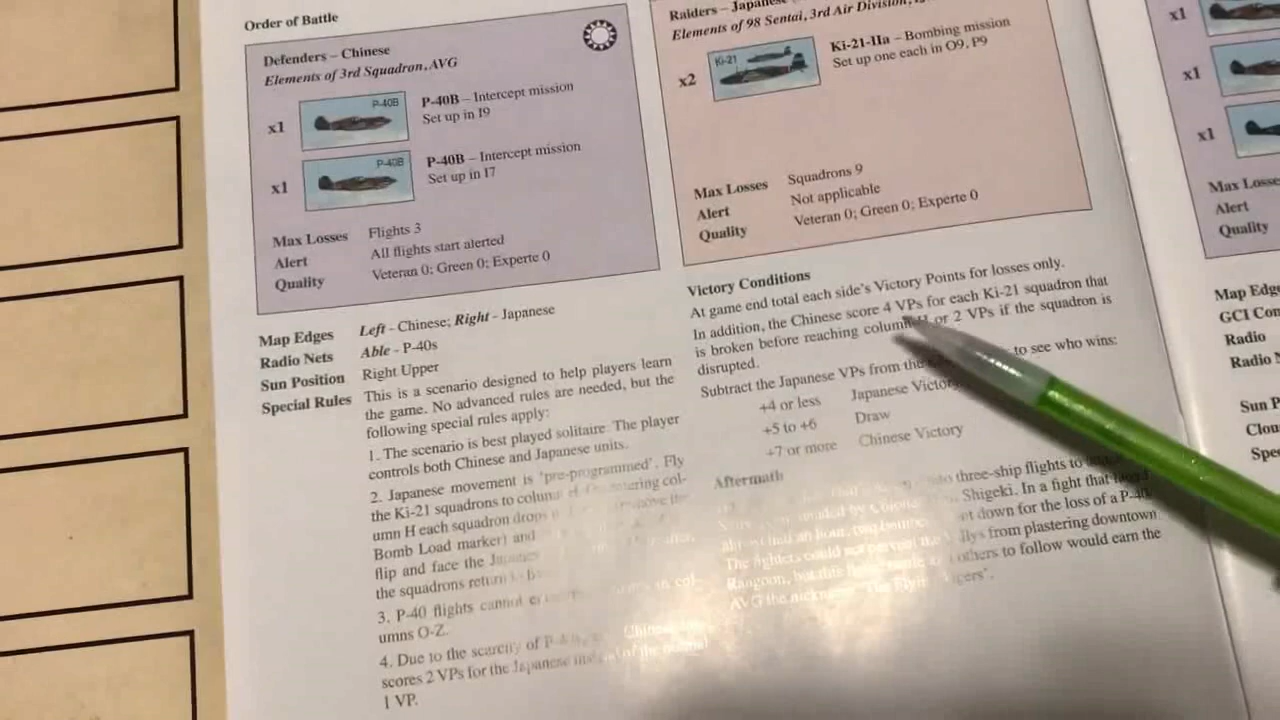 Order of Battle
Defenders – Chinese
Elements of 3rd Squadron, AVG
x1
P-40B
P-40B – Intercept mission
Set up in I9
x1
P-40B
P-40B – Intercept mission
Set up in I7
Max Losses Flights 3
Alert All flights start alerted
Quality Veteran 0; Green 0; Experte 0
Map Edges Left - Chinese; Right - Japanese
Radio Nets Able - P-40s
Sun Position Right Upper
Special Rules This is a scenario designed to help players learn
the game. No advanced rules are needed, but the
following special rules apply:
1. The scenario is best played solitaire. The player
controls both Chinese and Japanese units.
2. Japanese movement is 'pre-programmed'. Fly
the Ki-21 squadrons to column
umn H each squadron drops
Bomb Load marker) and
flip and face the
the squadrons return
3. P-40 flights cannot
umns O-Z.
4. Due to the scarcity of
scores 2 VPs for the Japanese
1 VP.
Raiders – Japanese
Elements of 98 Sentai, 3rd Air Division,
x2
Ki-21
Ki-21-IIa – Bombing mission
Set up one each in O9, P9
Max Losses Squadrons 9
Alert Not applicable
Quality Veteran 0; Green 0; Experte 0
Victory Conditions
At game end total each side's Victory Points for losses only.
In addition, the Chinese score 4 VPs for each Ki-21 squadron that
is broken before reaching column or 2 VPs if the squadron is
disrupted.
Subtract the Japanese VPs from the to see who wins:
+4 or less Japanese Victory
+5 to +6 Draw
+7 or more Chinese Victory
Aftermath
three-ship flights to
Shigeki. In a fight that
down for the loss of a P-40.
The fighters could not prevent the from plastering downtown
Rangoon, but this others to follow would earn the
AVG the
x1
x1
x1
Max Losses
Alert
Quality
Map Edges
GCI
Radio
Radio
Sun